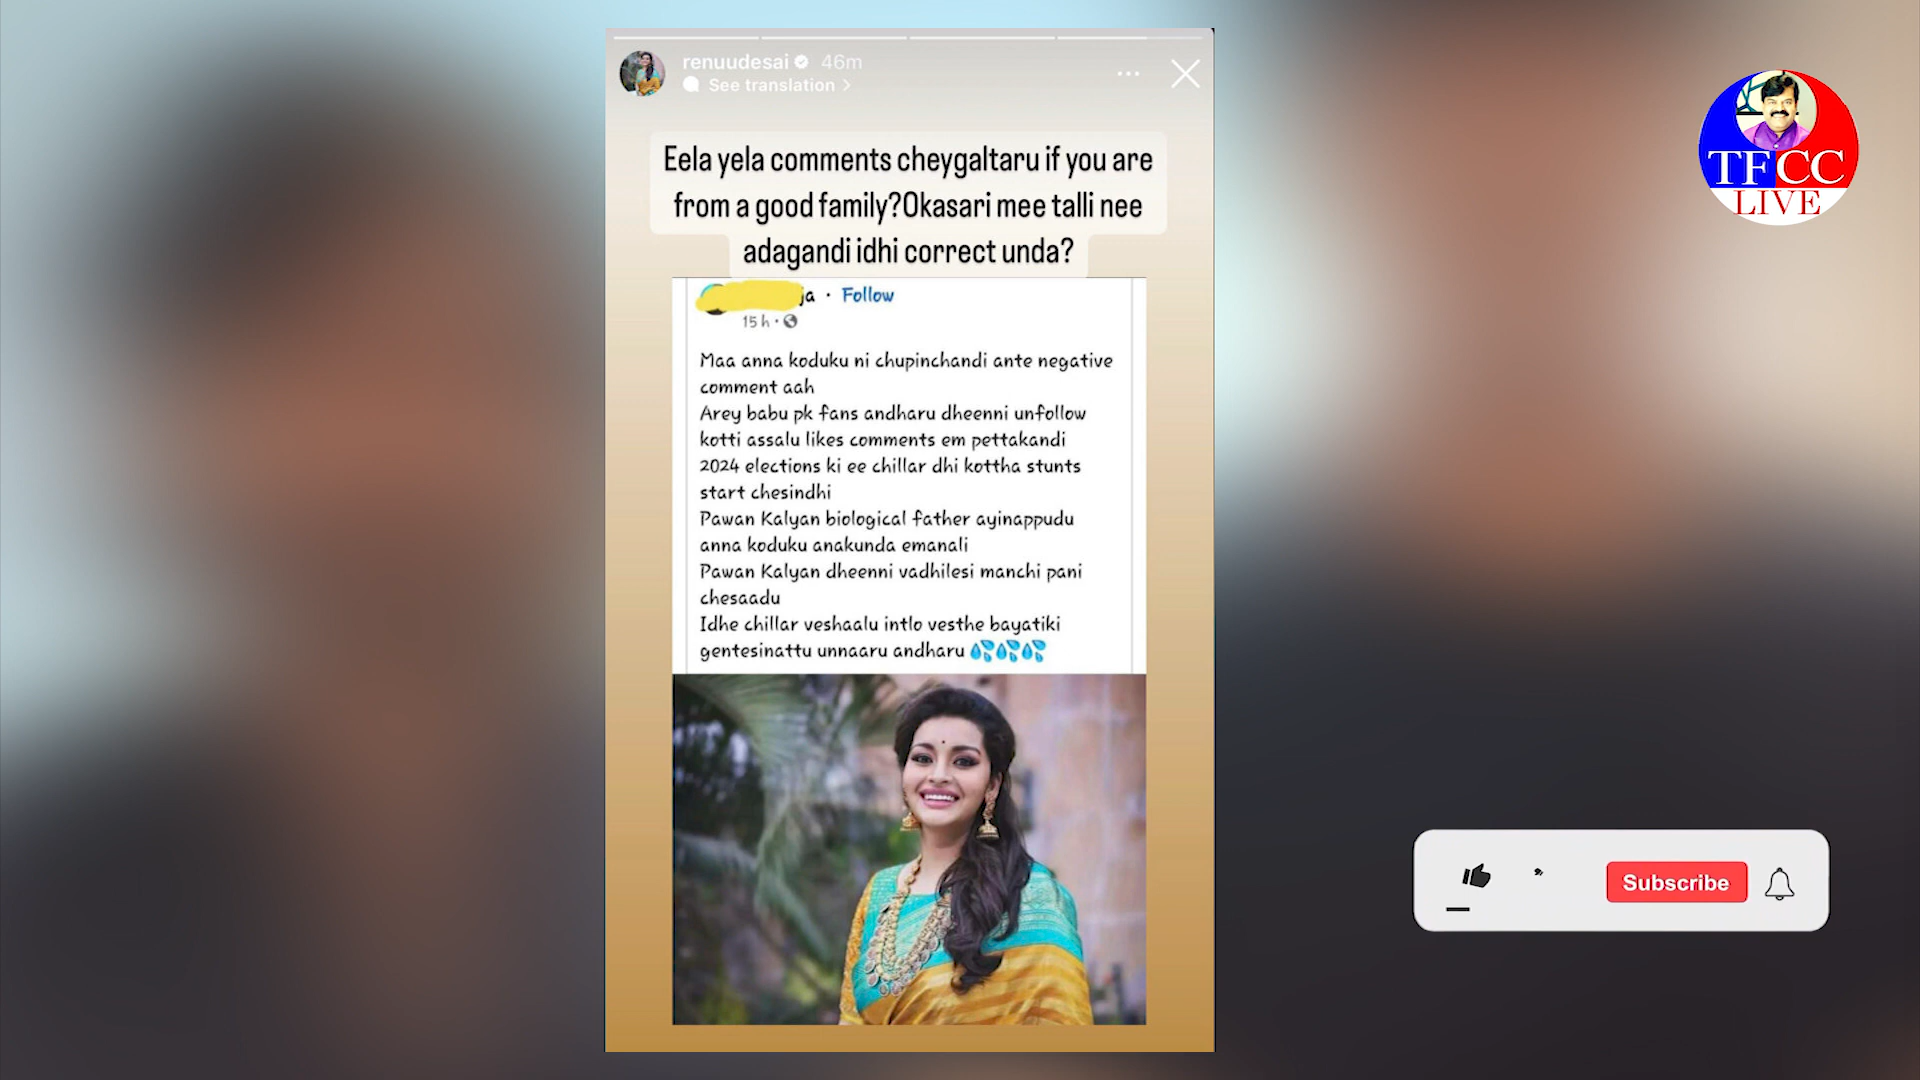 renuudesai 46m
See translation
Eela yela comments cheygaltaru if you are
from a good family?Okasari mee talli nee
adagandi idhi correct unda?
ja · Follow
15 h ·
Maa anna koduku ni chupinchandi ante negative
comment aah
Arey babu pk fans andharu dheenni unfollow
kotti assalu likes comments em pettakandi
2024 elections ki ee chillar dhi kottha stunts
start chesindhi
Pawan Kalyan biological father ayinappudu
anna koduku anakunda emanali
Pawan Kalyan dheenni vadhilesi manchi pani
chesaadu
Idhe chillar veshaalu intlo vesthe bayatiki
gentesinattu unnaaru andharu 💦💦💦
TFCC
LIVE
Subscribe